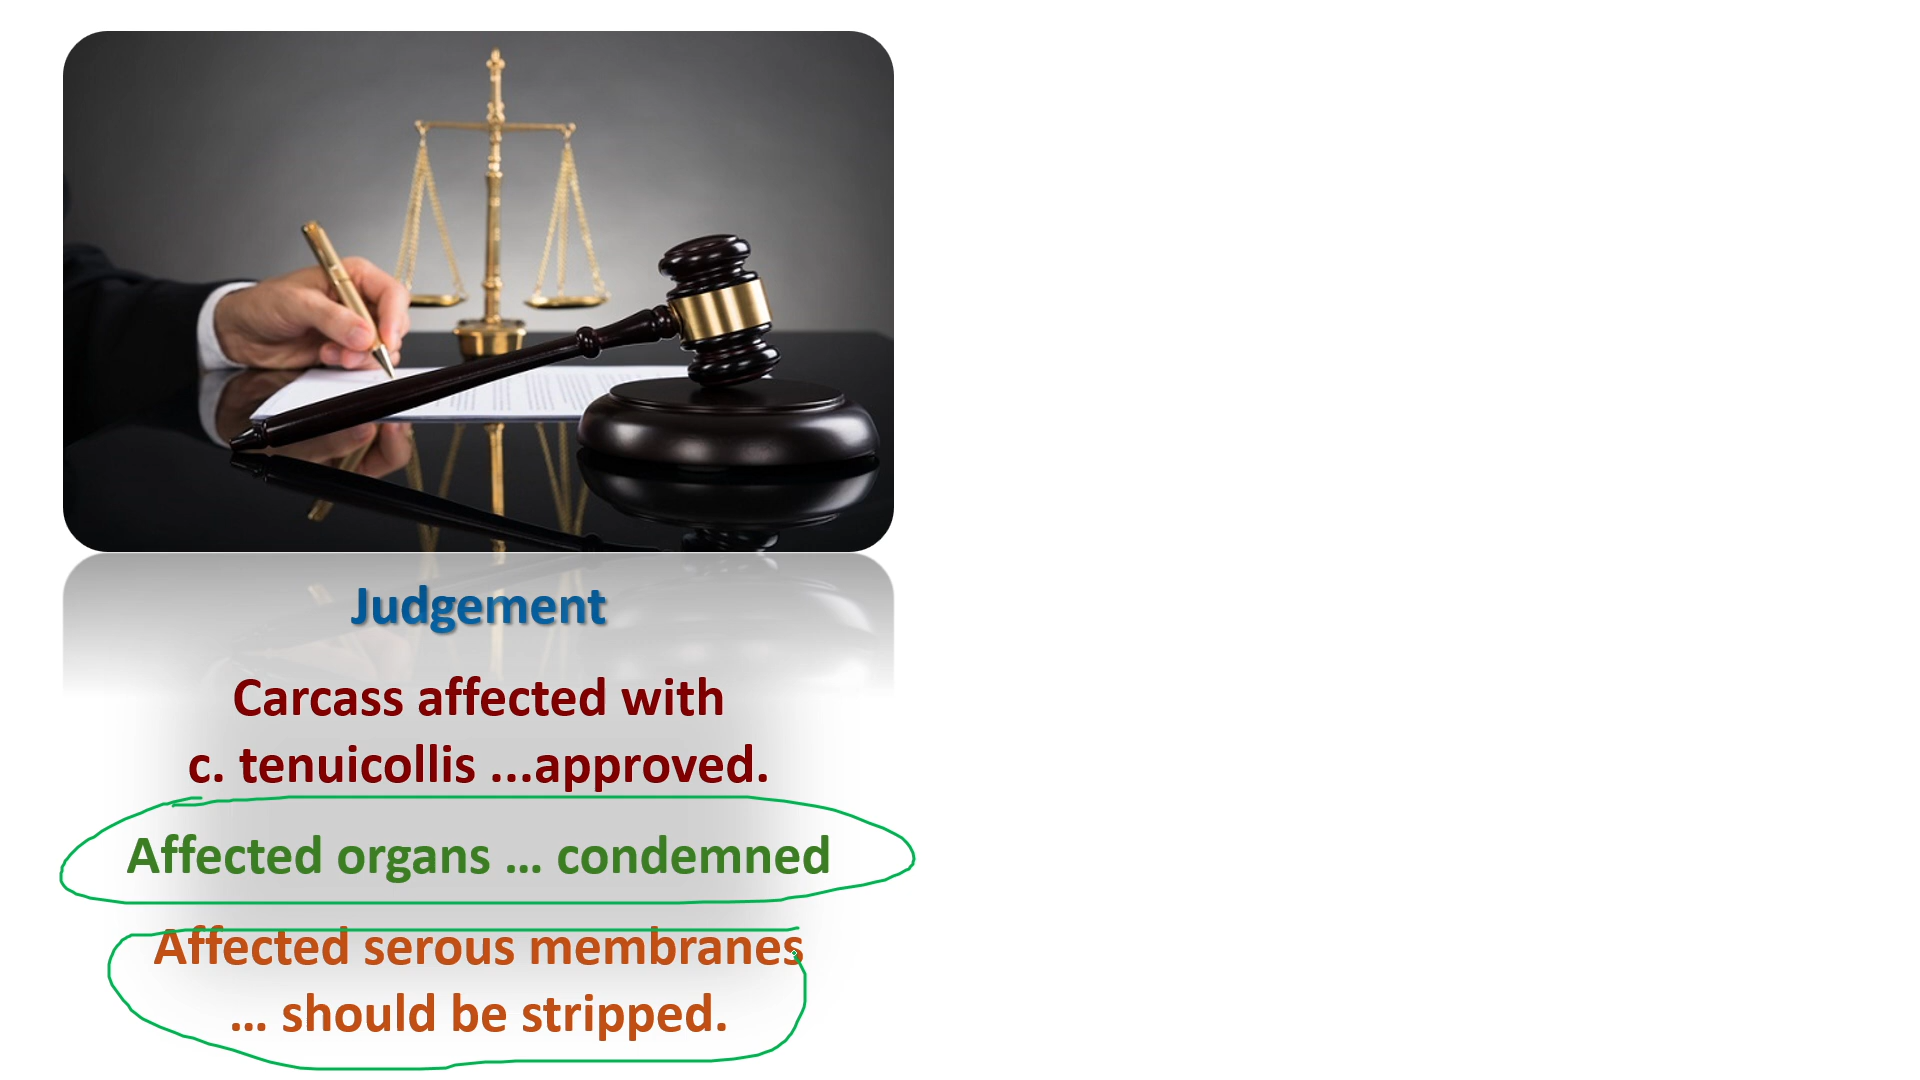 Judgement
Carcass affected with
c. tenuicollis ...approved.
Affected organs ... condemned
Affected serous membranes
... should be stripped.